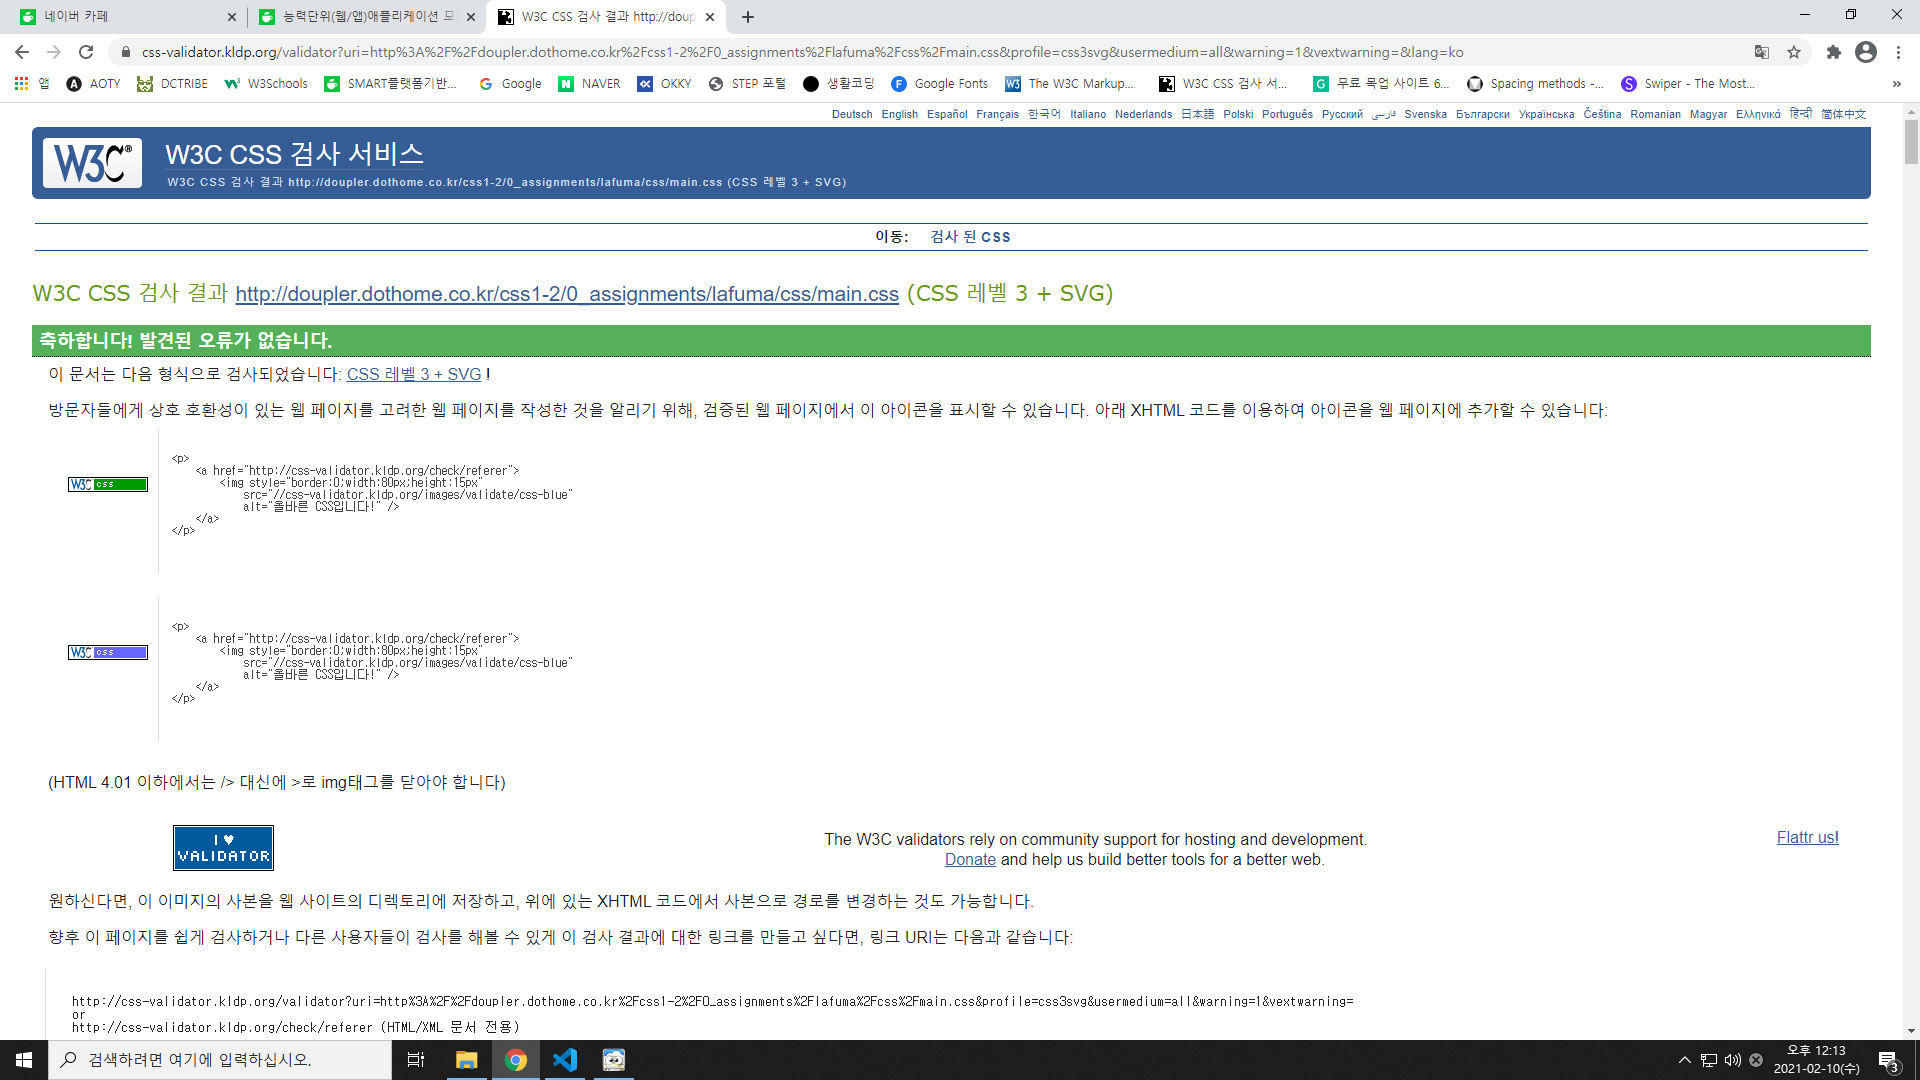 네이버 카페
능력단위(웹/앱)애플리케이션 모
W3C CSS 검사 결과 http://doup
css-validator.kldp.org/validator?uri=http%3A%2F%2Fdoupler.dothome.co.kr%2Fcss1-2%2F0_assignments%2Flafuma%2Fcss%2Fmain.css&profile=css3svg&usermedium=all&warning=1&vextwarning=&lang=ko
앱 AOTY DCTRIBE W3Schools SMART플랫폼기반... Google NAVER OKKY STEP 포털 생활코딩 Google Fonts The W3C Markup... W3C CSS 검사 서... 무료 목업 사이트 6... Spacing methods -... Swiper - The Most... »
Deutsch English Español Français 한국어 Italiano Nederlands 日本語 Polski Português Русский فارسی Svenska Български Українська Čeština Romanian Magyar Ελληνικά हिन्दी 简体中文
W3C®
W3C CSS 검사 서비스
W3C CSS 검사 결과 http://doupler.dothome.co.kr/css1-2/0_assignments/lafuma/css/main.css (CSS 레벨 3 + SVG)
이동: 검사 된 CSS
W3C CSS 검사 결과 http://doupler.dothome.co.kr/css1-2/0_assignments/lafuma/css/main.css (CSS 레벨 3 + SVG)
축하합니다! 발견된 오류가 없습니다.
이 문서는 다음 형식으로 검사되었습니다: CSS 레벨 3 + SVG !
방문자들에게 상호 호환성이 있는 웹 페이지를 고려한 웹 페이지를 작성한 것을 알리기 위해, 검증된 웹 페이지에서 이 아이콘을 표시할 수 있습니다. 아래 XHTML 코드를 이용하여 아이콘을 웹 페이지에 추가할 수 있습니다:
W3C css
<p>
<a href="http://css-validator.kldp.org/check/referer">
<img style="border:0;width:80px;height:15px"
src="//css-validator.kldp.org/images/validate/css-blue"
alt="올바른 CSS입니다!" />
</a>
</p>
W3C css
<p>
<a href="http://css-validator.kldp.org/check/referer">
<img style="border:0;width:80px;height:15px"
src="//css-validator.kldp.org/images/validate/css-blue"
alt="올바른 CSS입니다!" />
</a>
</p>
(HTML 4.01 이하에서는 /> 대신에 >로 img태그를 닫아야 합니다)
I ♥
VALIDATOR
The W3C validators rely on community support for hosting and development.
Donate and help us build better tools for a better web.
Flattr us!
원하신다면, 이 이미지의 사본을 웹 사이트의 디렉토리에 저장하고, 위에 있는 XHTML 코드에서 사본으로 경로를 변경하는 것도 가능합니다.
향후 이 페이지를 쉽게 검사하거나 다른 사용자들이 검사를 해볼 수 있게 이 검사 결과에 대한 링크를 만들고 싶다면, 링크 URI는 다음과 같습니다:
http://css-validator.kldp.org/validator?uri=http%3A%2F%2Fdoupler.dothome.co.kr%2Fcss1-2%2F0_assignments%2Flafuma%2Fcss%2Fmain.css&profile=css3svg&usermedium=all&warning=1&vextwarning=
or
http://css-validator.kldp.org/check/referer (HTML/XML 문서 전용)
검색하려면 여기에 입력하십시오.
오후 12:13
2021-02-10(수)
3